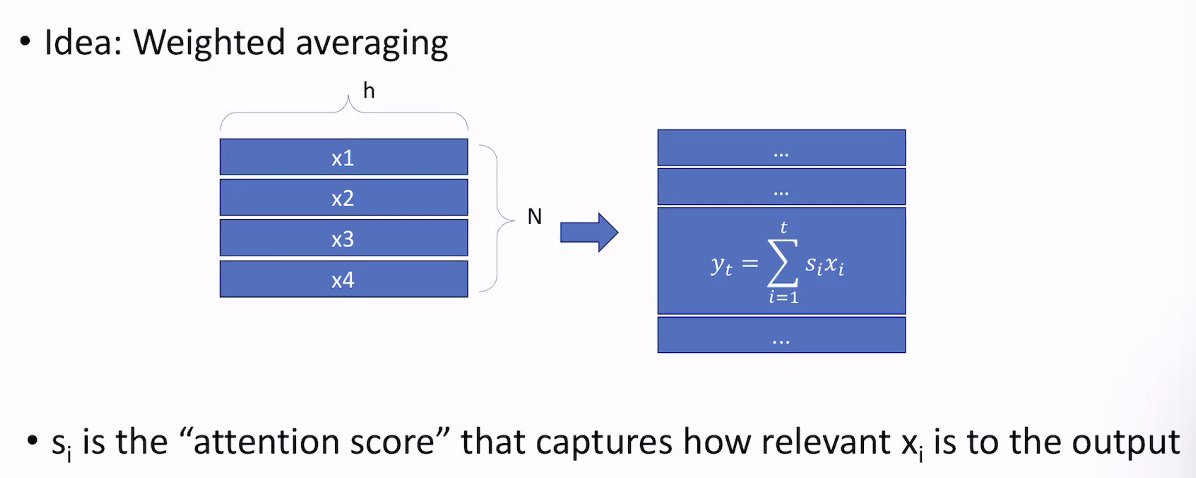 • Idea: Weighted averaging
h
x1
x2
x3
x4
N
...
...
y_t = ∑_{i=1}^{t} s_i x_i
...
• s_i is the “attention score” that captures how relevant x_i is to the output